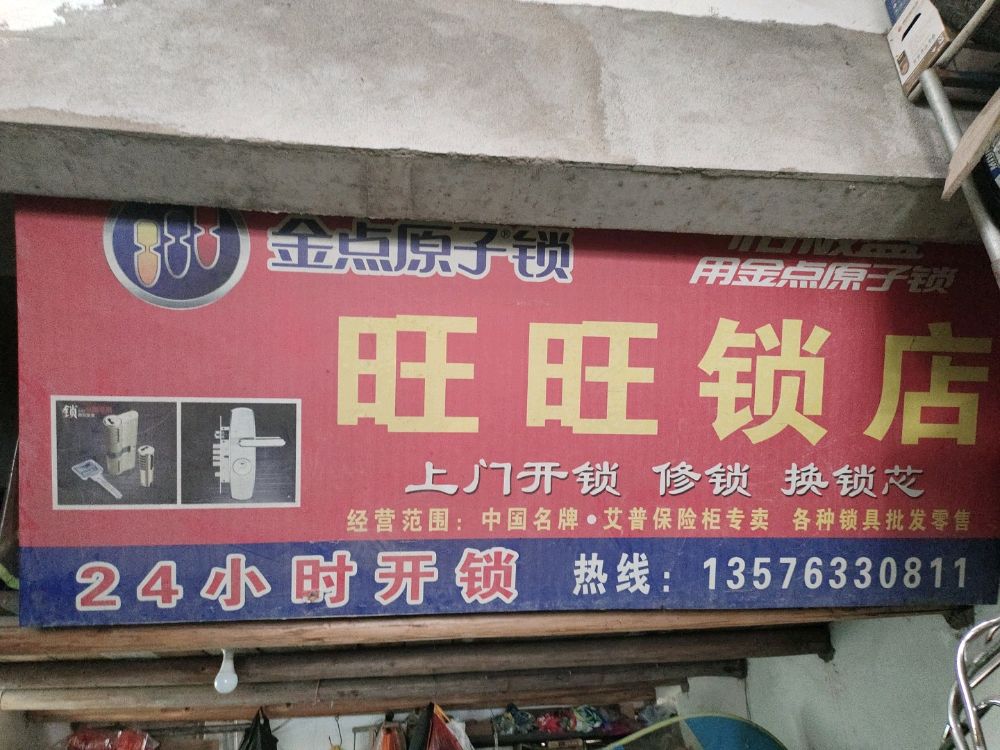 金点原子®锁
用金点原子锁
旺旺锁店
锁
上门开锁 修锁 换锁芯
经营范围：中国名牌•艾普保险柜专卖 各种锁具批发零售
24小时开锁 热线：13576330811